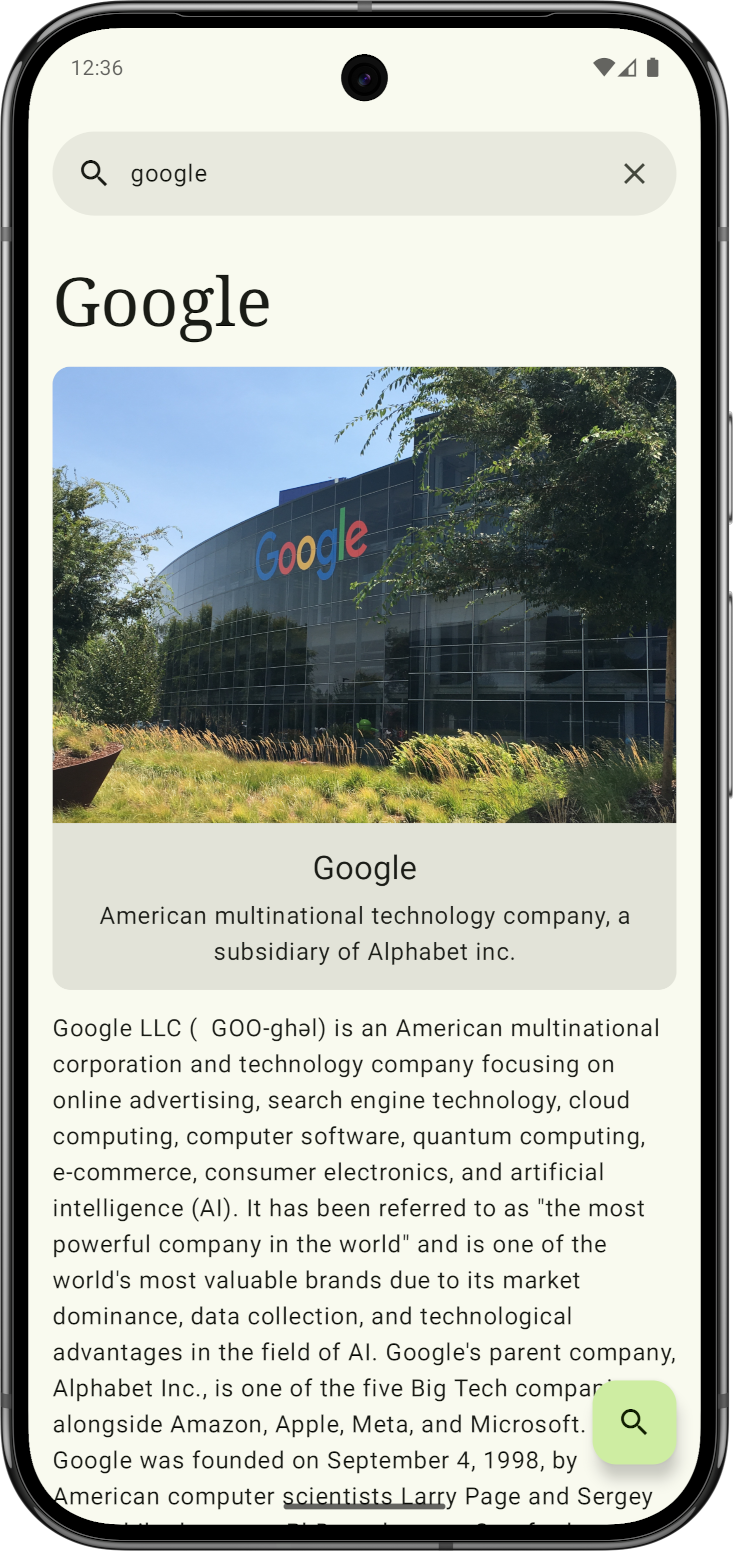 12:36
google
Google
Google
Google
American multinational technology company, a
subsidiary of Alphabet inc.
Google LLC (  GOO-ghəl) is an American multinational
corporation and technology company focusing on
online advertising, search engine technology, cloud
computing, computer software, quantum computing,
e-commerce, consumer electronics, and artificial
intelligence (AI). It has been referred to as "the most
powerful company in the world" and is one of the
world's most valuable brands due to its market
dominance, data collection, and technological
advantages in the field of AI. Google's parent company,
Alphabet Inc., is one of the five Big Tech
alongside Amazon, Apple, Meta, and Microsoft.
Google was founded on September 4, 1998, by
American computer scientists Larry Page and Sergey